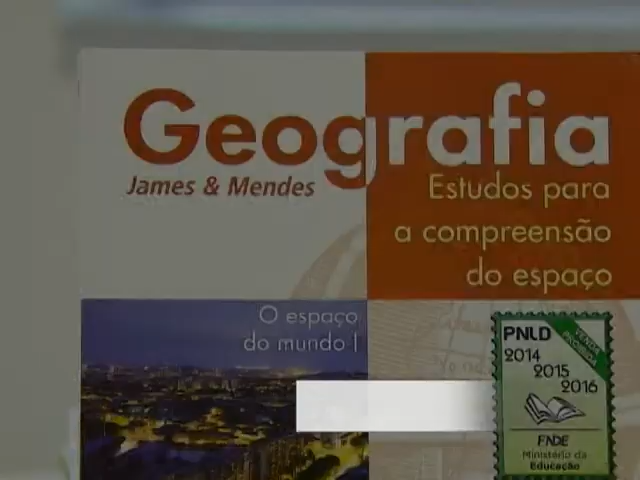 Geografia
James & Mendes
Estudos para
a compreensão
do espaço
O espaço
do mundo I
PNLD
2014
2015
2016
FNDE
Ministério da
Educação